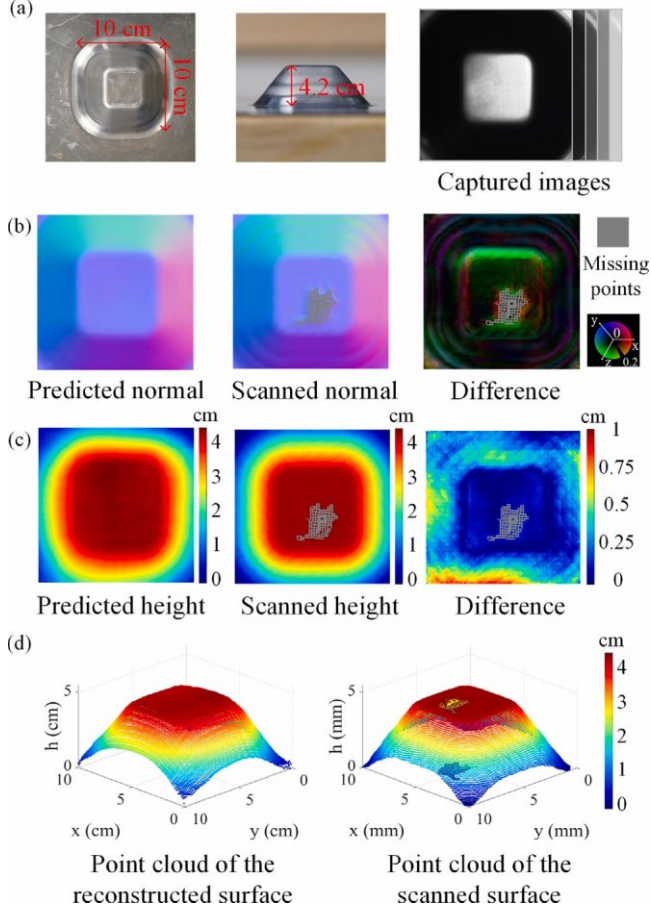 (a)
10 cm
10 cm
4.2 cm
Captured images
(b)
Missing
points
y
0
x
z
0.2
Predicted normal
Scanned normal
Difference
(c)
cm
4
3
2
1
0
cm
4
3
2
1
0
cm
1
0.75
0.5
0.25
0
Predicted height
Scanned height
Difference
(d)
cm
4
3
2
1
0
5
h (cm)
0
10
5
0
x (cm)
10
5
0
y (cm)
5
h (mm)
0
10
5
0
x (mm)
10
5
0
y (mm)
Point cloud of the
reconstructed surface
Point cloud of the
scanned surface